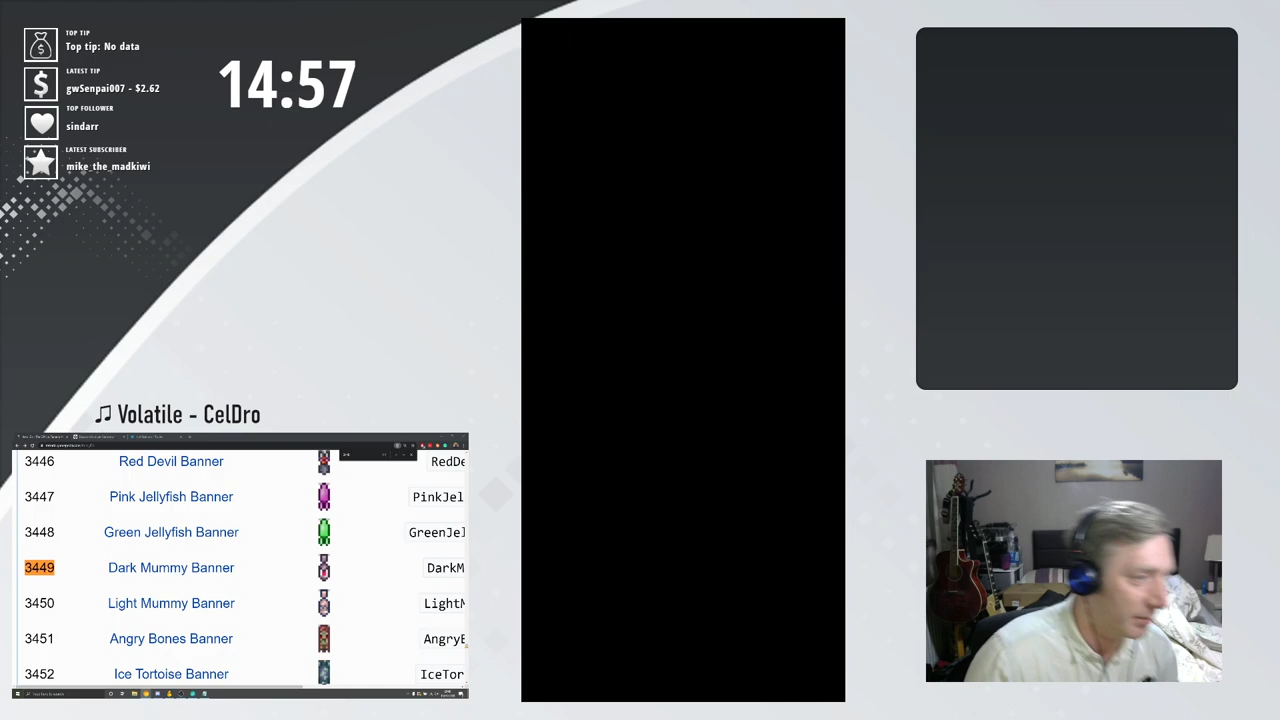 TOP TIP
Top tip: No data
LATEST TIP
gwSenpai007 - $2.62
TOP FOLLOWER
sindarr
LATEST SUBSCRIBER
mike_the_madkiwi
14:57
Volatile - CelDro
3446 Red Devil Banner RedDe
3447 Pink Jellyfish Banner PinkJel
3448 Green Jellyfish Banner GreenJel
3449 Dark Mummy Banner DarkM
3450 Light Mummy Banner LightM
3451 Angry Bones Banner AngryB
3452 Ice Tortoise Banner IceTor